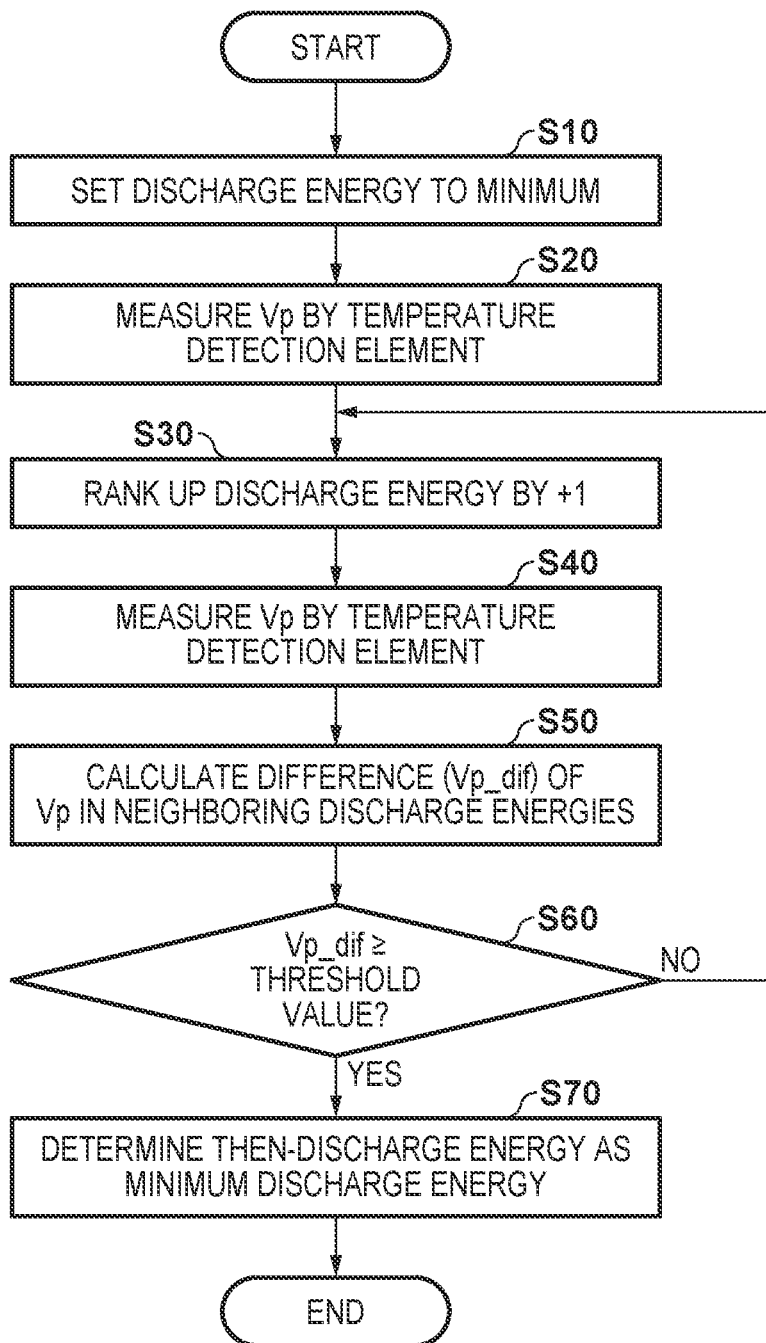 START
S10
SET DISCHARGE ENERGY TO MINIMUM
S20
MEASURE Vp BY TEMPERATURE
DETECTION ELEMENT
S30
RANK UP DISCHARGE ENERGY BY +1
S40
MEASURE Vp BY TEMPERATURE
DETECTION ELEMENT
S50
CALCULATE DIFFERENCE (Vp_dif) OF
Vp IN NEIGHBORING DISCHARGE ENERGIES
S60
Vp_dif ≥
THRESHOLD
VALUE?
NO
YES
S70
DETERMINE THEN-DISCHARGE ENERGY AS
MINIMUM DISCHARGE ENERGY
END